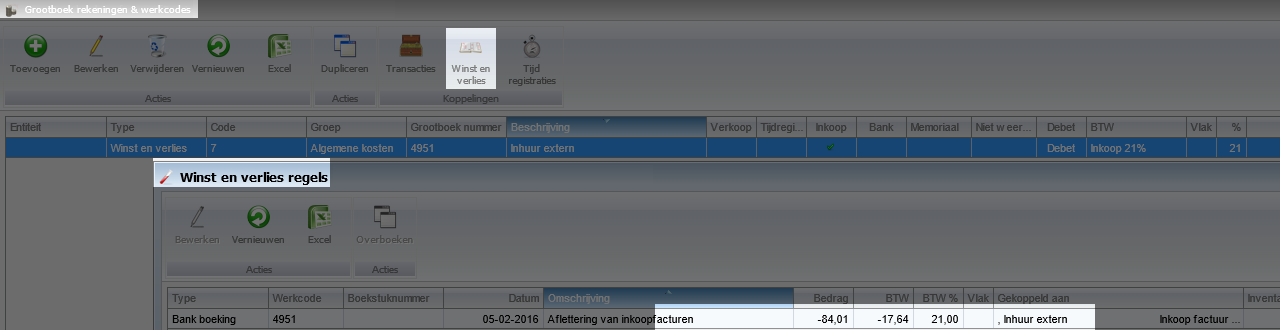 Grootboek rekeningen & werkcodes
Toevoegen Bewerken Verwijderen Vernieuwen Excel Dupliceren Transacties Winst en verlies Tijd registraties
Acties Acties Koppelingen
Entiteit Type Code Groep Grootboek nummer Beschrijving Verkoop Tijdregi... Inkoop Bank Memoriaal Niet w eer... Debet BTW Vlak %
Winst en verlies 7 Algemene kosten 4951 Inhuur extern Debet Inkoop 21% 21
Winst en verlies regels
Bewerken Vernieuwen Excel Overboeken
Acties Acties
Type Werkcode Boekstuknummer Datum Omschrijving Bedrag BTW BTW % Vlak Gekoppeld aan Inventa
Bank boeking 4951 05-02-2016 Aflettering van inkoopfacturen -84,01 -17,64 21,00 , Inhuur extern Inkoop factuur ...